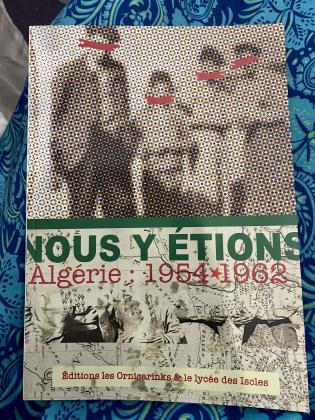 NOUS Y ÉTIONS
Algérie : 1954★1962
Éditions les Ornicarinks & le lycée des Iscles